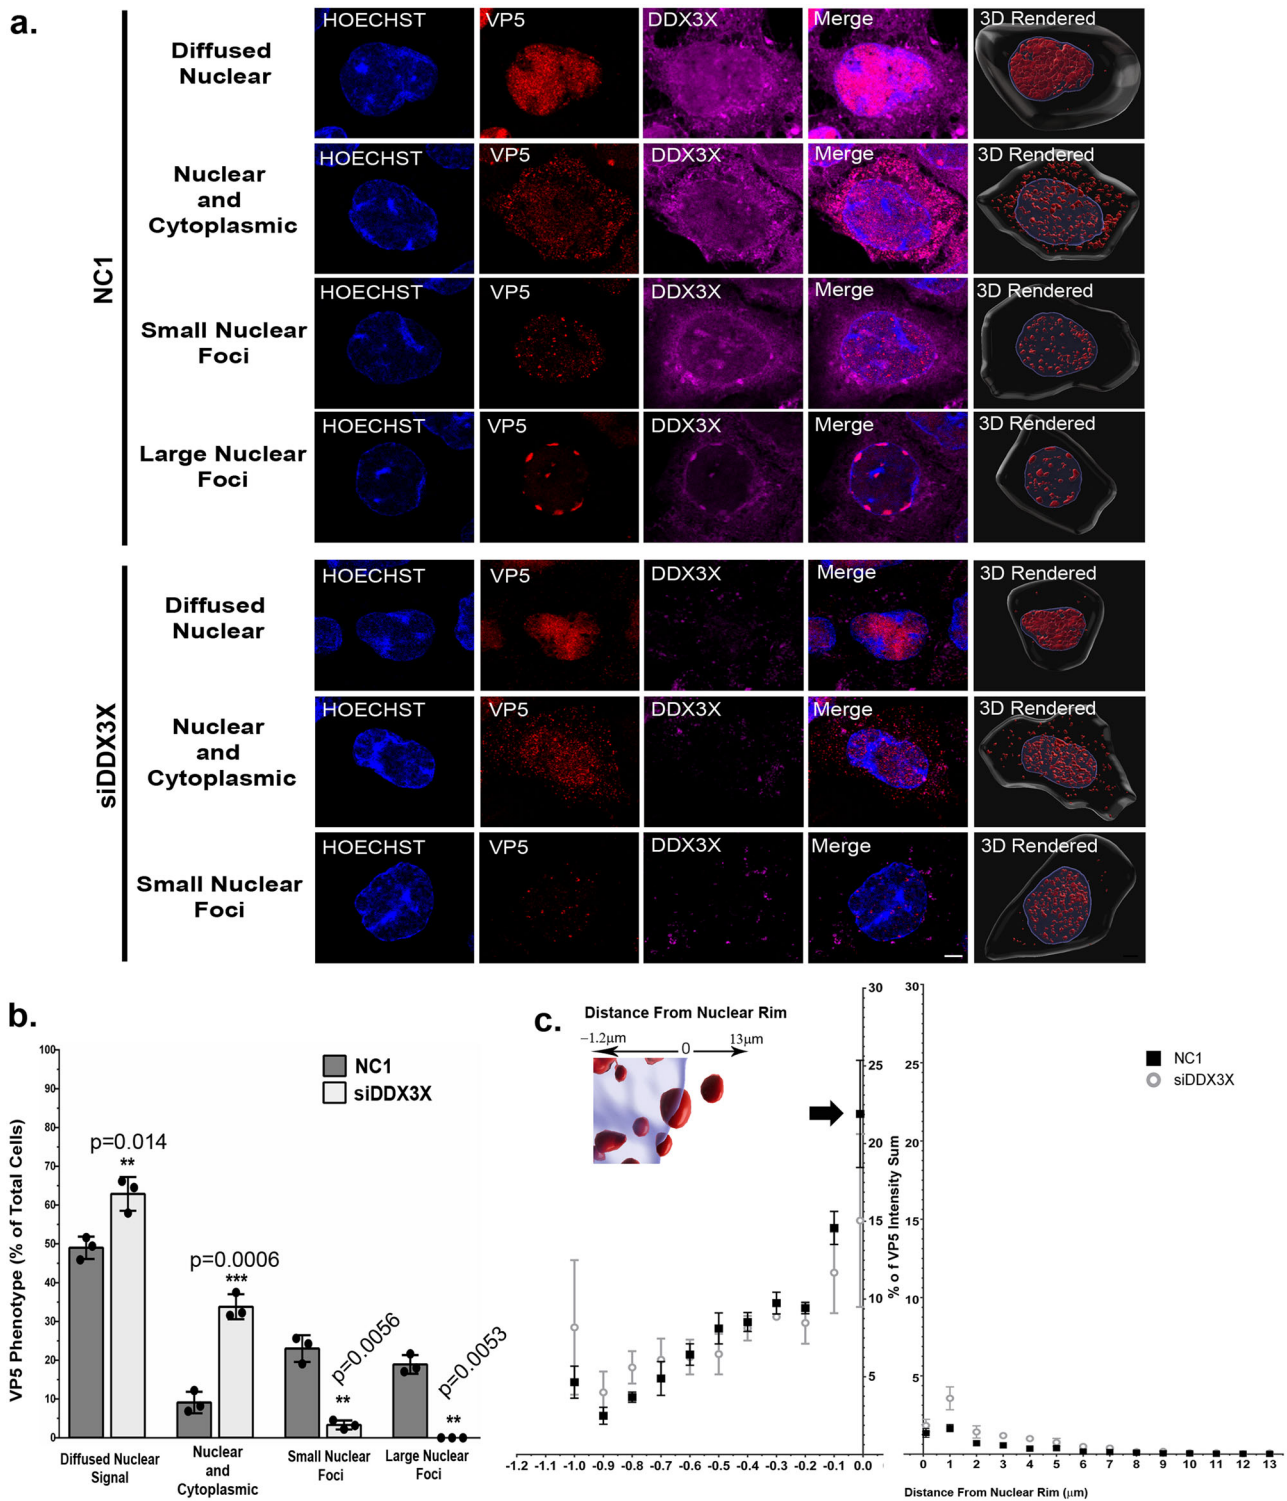 a.
NC1
Diffused
Nuclear
HOECHST
VP5
DDX3X
Merge
3D Rendered
Nuclear
and
Cytoplasmic
HOECHST
VP5
DDX3X
Merge
3D Rendered
Small Nuclear
Foci
HOECHST
VP5
DDX3X
Merge
3D Rendered
Large Nuclear
Foci
HOECHST
VP5
DDX3X
Merge
3D Rendered
siDDX3X
Diffused
Nuclear
HOECHST
VP5
DDX3X
Merge
3D Rendered
Nuclear
and
Cytoplasmic
HOECHST
VP5
DDX3X
Merge
3D Rendered
Small Nuclear
Foci
HOECHST
VP5
DDX3X
Merge
3D Rendered
b.
VP5 Phenotype (% of Total Cells)
100
90
80
70
60
50
40
30
20
10
0
NC1
siDDX3X
p=0.014
**
p=0.0006
***
p=0.0056
**
p=0.0053
**
Diffused Nuclear
Signal
Nuclear
and
Cytoplasmic
Small Nuclear
Foci
Large Nuclear
Foci
c.
Distance From Nuclear Rim
−1.2µm
0
13µm
30
25
20
15
10
5
% o f VP5 Intensity Sum
30
25
20
15
10
5
NC1
siDDX3X
-1.2 -1.1 -1.0 -0.9 -0.8 -0.7 -0.6 -0.5 -0.4 -0.3 -0.2 -0.1 0.0
0 1 2 3 4 5 6 7 8 9 10 11 12 13
Distance From Nuclear Rim (µm)